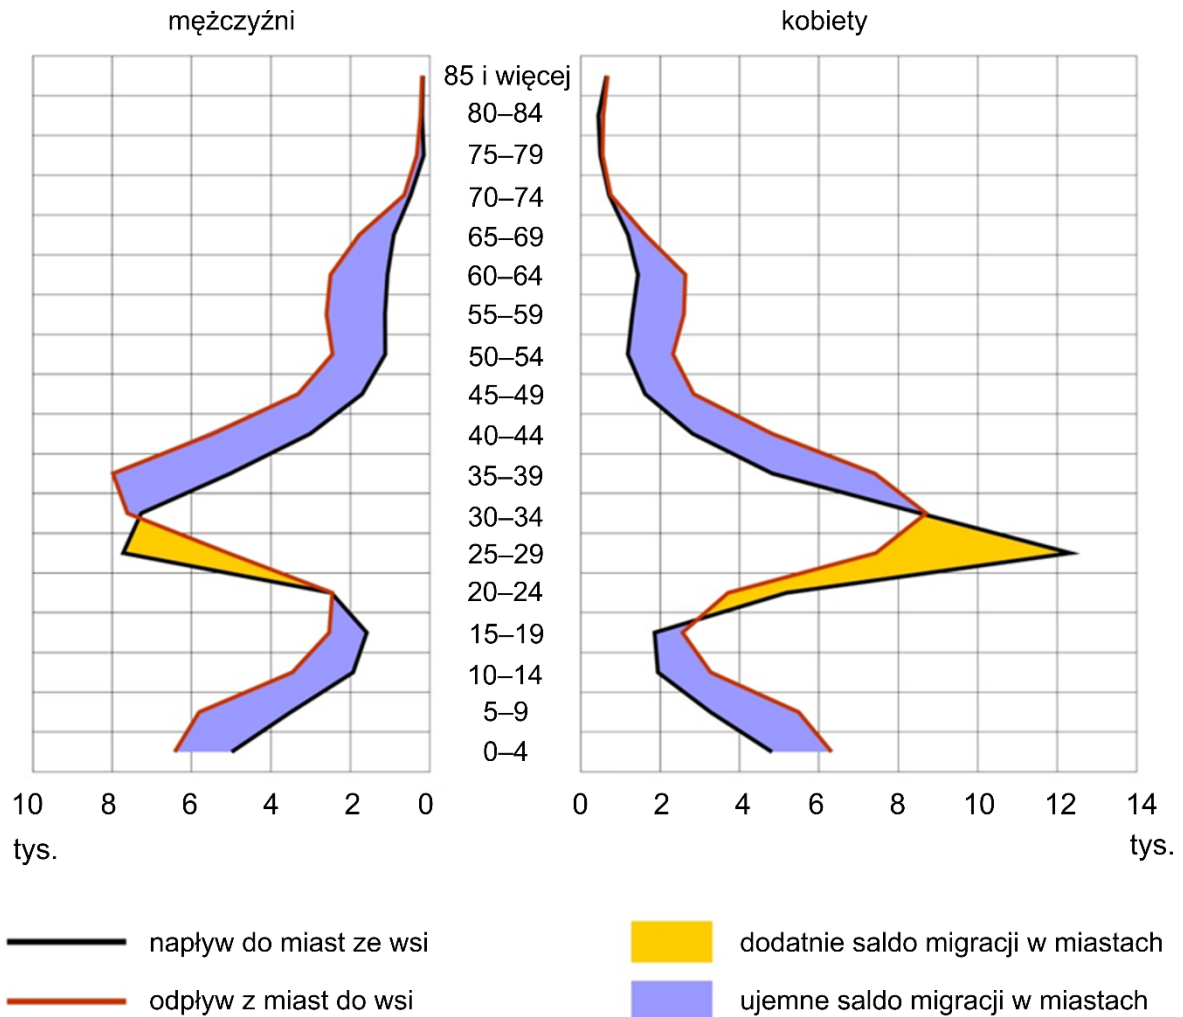 mężczyźni
kobiety
85 i więcej
80–84
75–79
70–74
65–69
60–64
55–59
50–54
45–49
40–44
35–39
30–34
25–29
20–24
15–19
10–14
5–9
0–4
10 8 6 4 2 0
0 2 4 6 8 10 12 14
tys.
tys.
napływ do miast ze wsi
odpływ z miast do wsi
dodatnie saldo migracji w miastach
ujemne saldo migracji w miastach